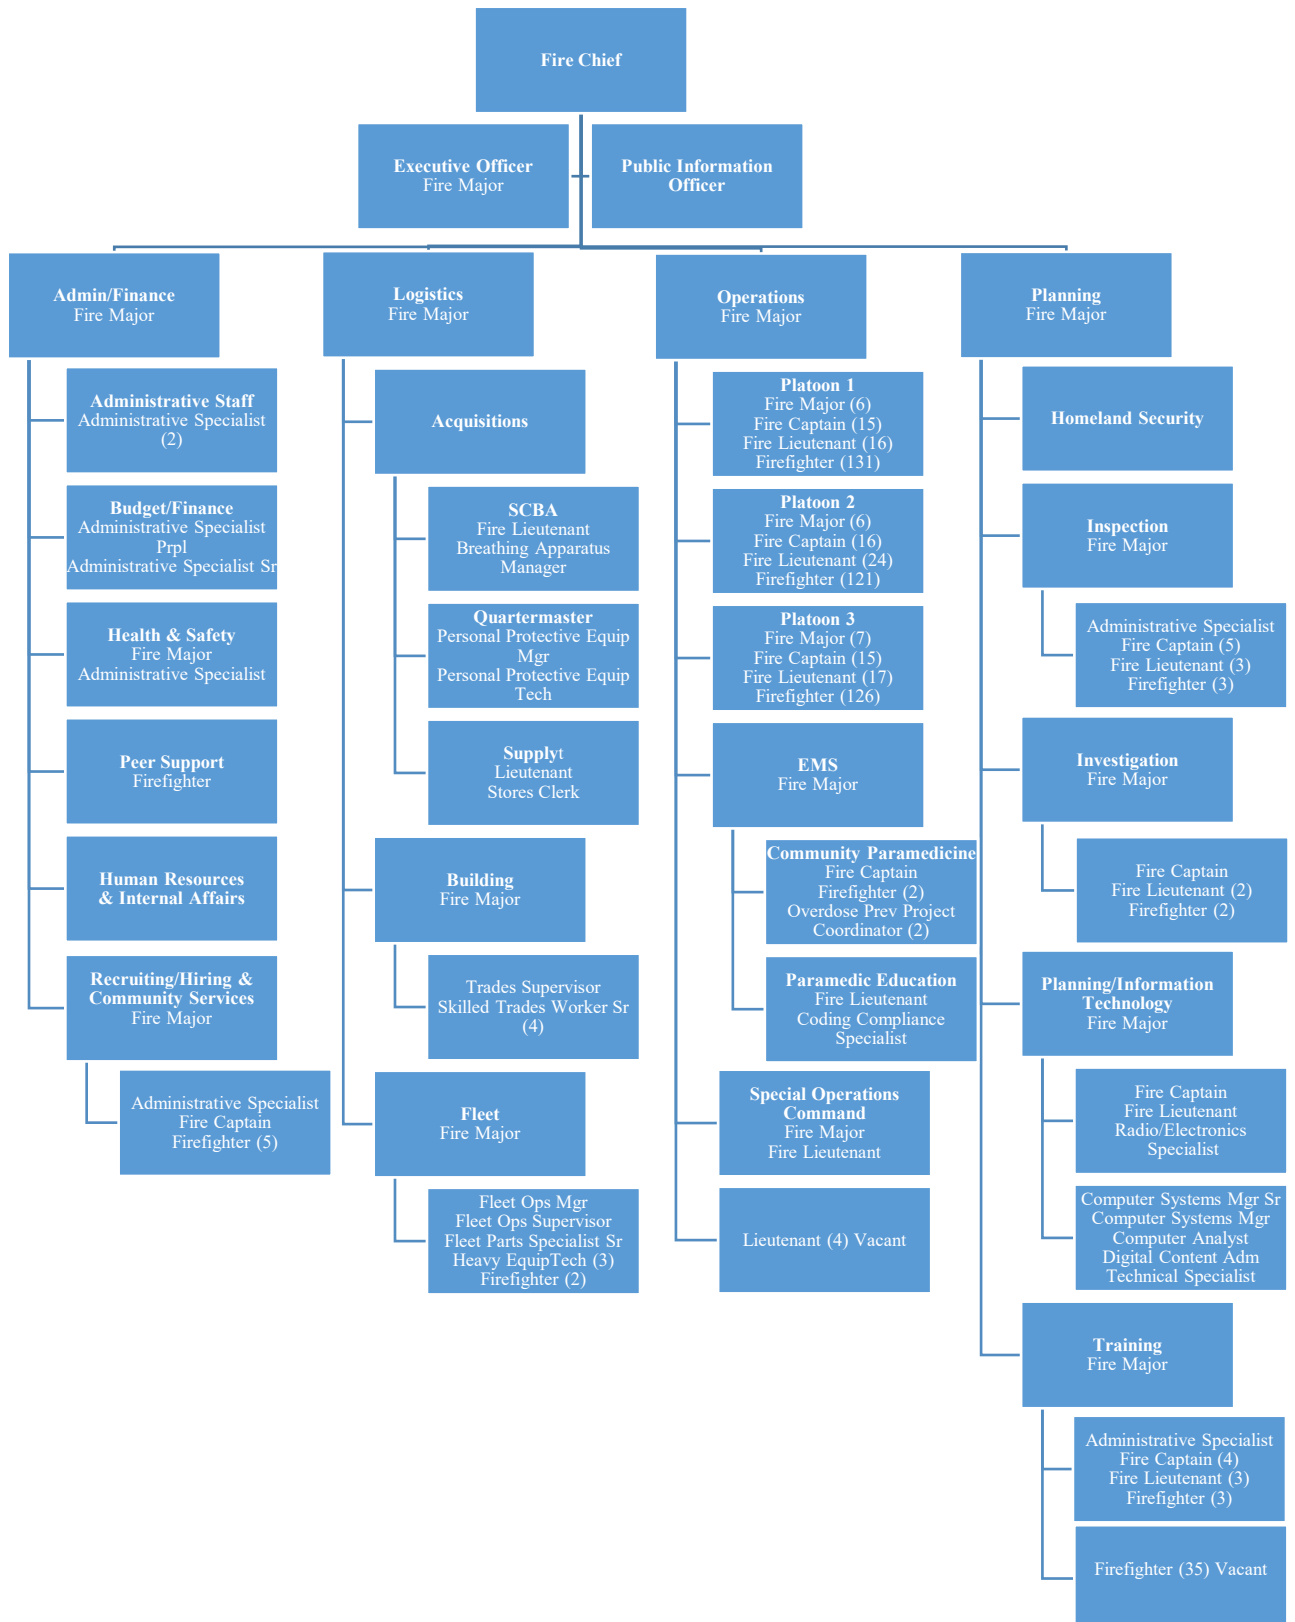 Fire Chief
Executive Officer
Fire Major
Public Information
Officer
Admin/Finance
Fire Major
Administrative Staff
Administrative Specialist
(2)
Budget/Finance
Administrative Specialist
Prpl
Administrative Specialist Sr
Health & Safety
Fire Major
Administrative Specialist
Peer Support
Firefighter
Human Resources
& Internal Affairs
Recruiting/Hiring &
Community Services
Fire Major
Administrative Specialist
Fire Captain
Firefighter (5)
Logistics
Fire Major
Acquisitions
SCBA
Fire Lieutenant
Breathing Apparatus
Manager
Quartermaster
Personal Protective Equip
Mgr
Personal Protective Equip
Tech
Supplyt
Lieutenant
Stores Clerk
Building
Fire Major
Trades Supervisor
Skilled Trades Worker Sr
(4)
Fleet
Fire Major
Fleet Ops Mgr
Fleet Ops Supervisor
Fleet Parts Specialist Sr
Heavy EquipTech (3)
Firefighter (2)
Operations
Fire Major
Platoon 1
Fire Major (6)
Fire Captain (15)
Fire Lieutenant (16)
Firefighter (131)
Platoon 2
Fire Major (6)
Fire Captain (16)
Fire Lieutenant (24)
Firefighter (121)
Platoon 3
Fire Major (7)
Fire Captain (15)
Fire Lieutenant (17)
Firefighter (126)
EMS
Fire Major
Community Paramedicine
Fire Captain
Firefighter (2)
Overdose Prev Project
Coordinator (2)
Paramedic Education
Fire Lieutenant
Coding Compliance
Specialist
Special Operations
Command
Fire Major
Fire Lieutenant
Lieutenant (4) Vacant
Planning
Fire Major
Homeland Security
Inspection
Fire Major
Administrative Specialist
Fire Captain (5)
Fire Lieutenant (3)
Firefighter (3)
Investigation
Fire Major
Fire Captain
Fire Lieutenant (2)
Firefighter (2)
Planning/Information
Technology
Fire Major
Fire Captain
Fire Lieutenant
Radio/Electronics
Specialist
Computer Systems Mgr Sr
Computer Systems Mgr
Computer Analyst
Digital Content Adm
Technical Specialist
Training
Fire Major
Administrative Specialist
Fire Captain (4)
Fire Lieutenant (3)
Firefighter (3)
Firefighter (35) Vacant